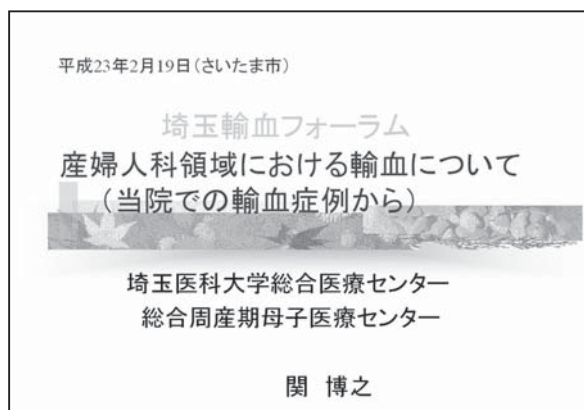 平成23年2月19日(さいたま市)
埼玉輸血フォーラム
産婦人科領域における輸血について
(当院での輸血症例から)
埼玉医科大学総合医療センター
総合周産期母子医療センター
関 博之